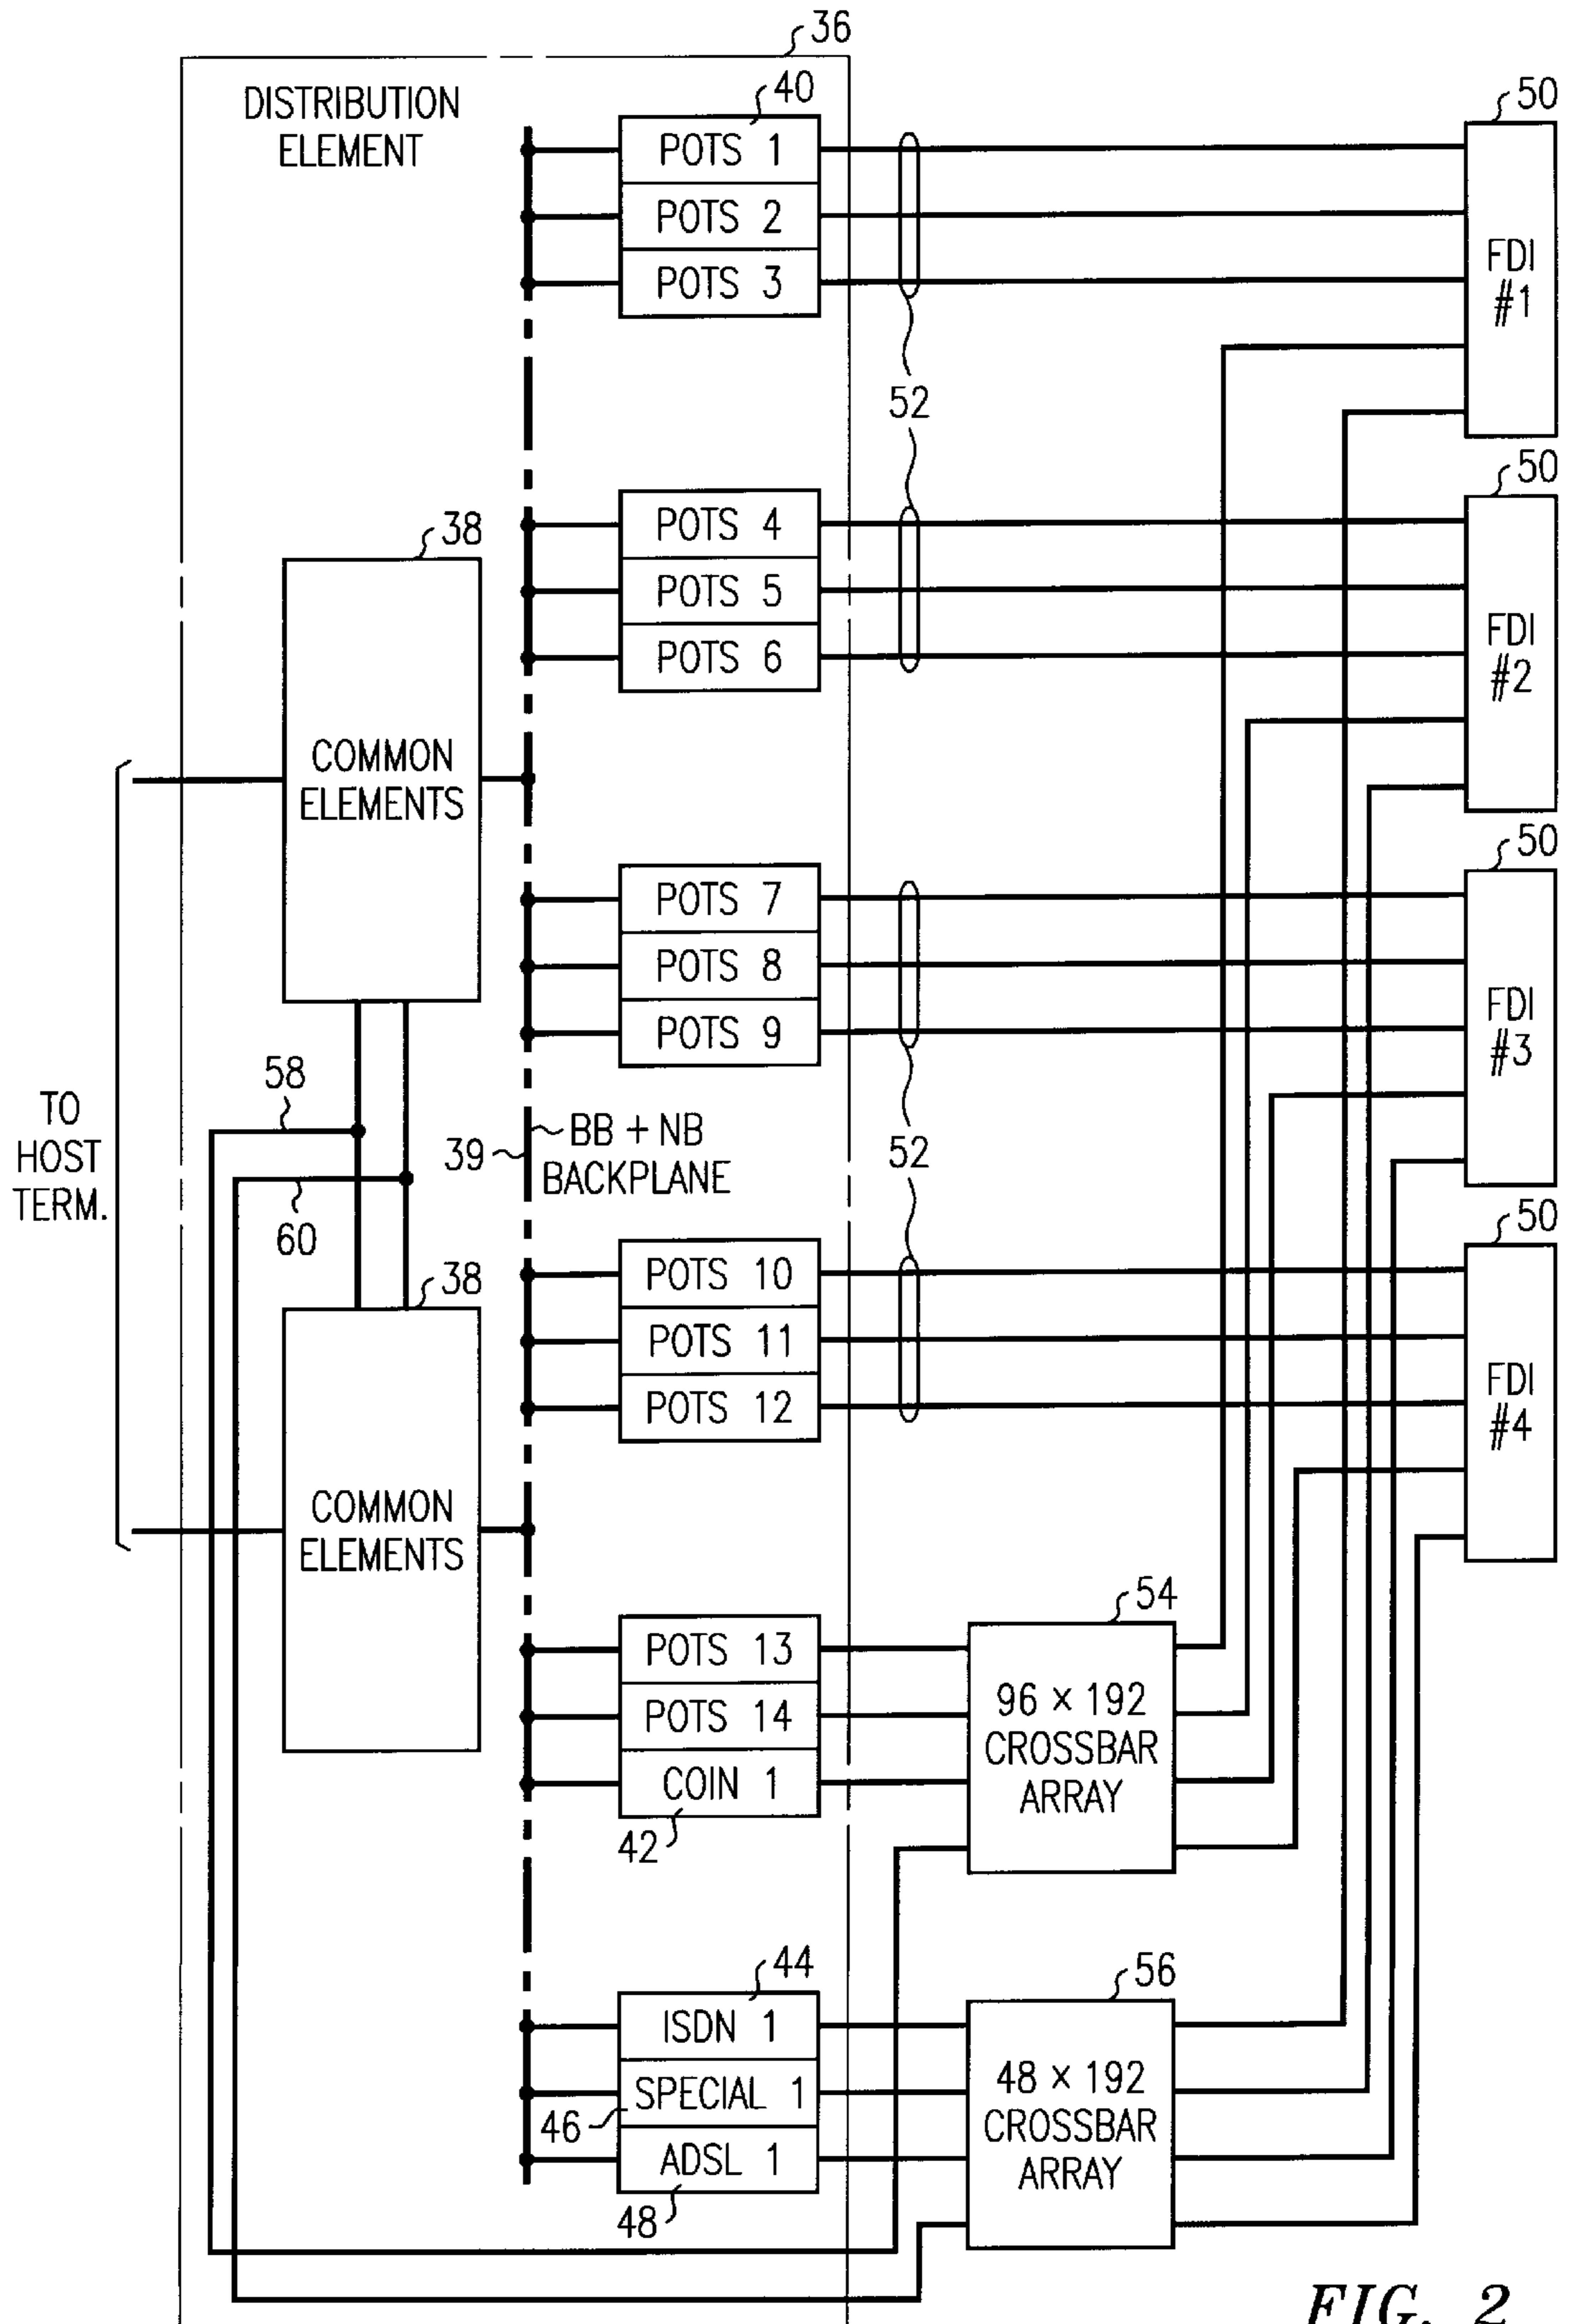 36
DISTRIBUTION
ELEMENT
40
50
POTS 1
POTS 2
POTS 3
FDI
#1
52
50
38
POTS 4
POTS 5
POTS 6
FDI
#2
COMMON
ELEMENTS
50
POTS 7
POTS 8
POTS 9
FDI
#3
58
TO
HOST
TERM.
39
BB + NB
BACKPLANE
52
60
38
50
POTS 10
POTS 11
POTS 12
FDI
#4
COMMON
ELEMENTS
54
POTS 13
POTS 14
COIN 1
42
96 × 192
CROSSBAR
ARRAY
44
56
ISDN 1
SPECIAL 1
46
ADSL 1
48
48 × 192
CROSSBAR
ARRAY
FIG. 2